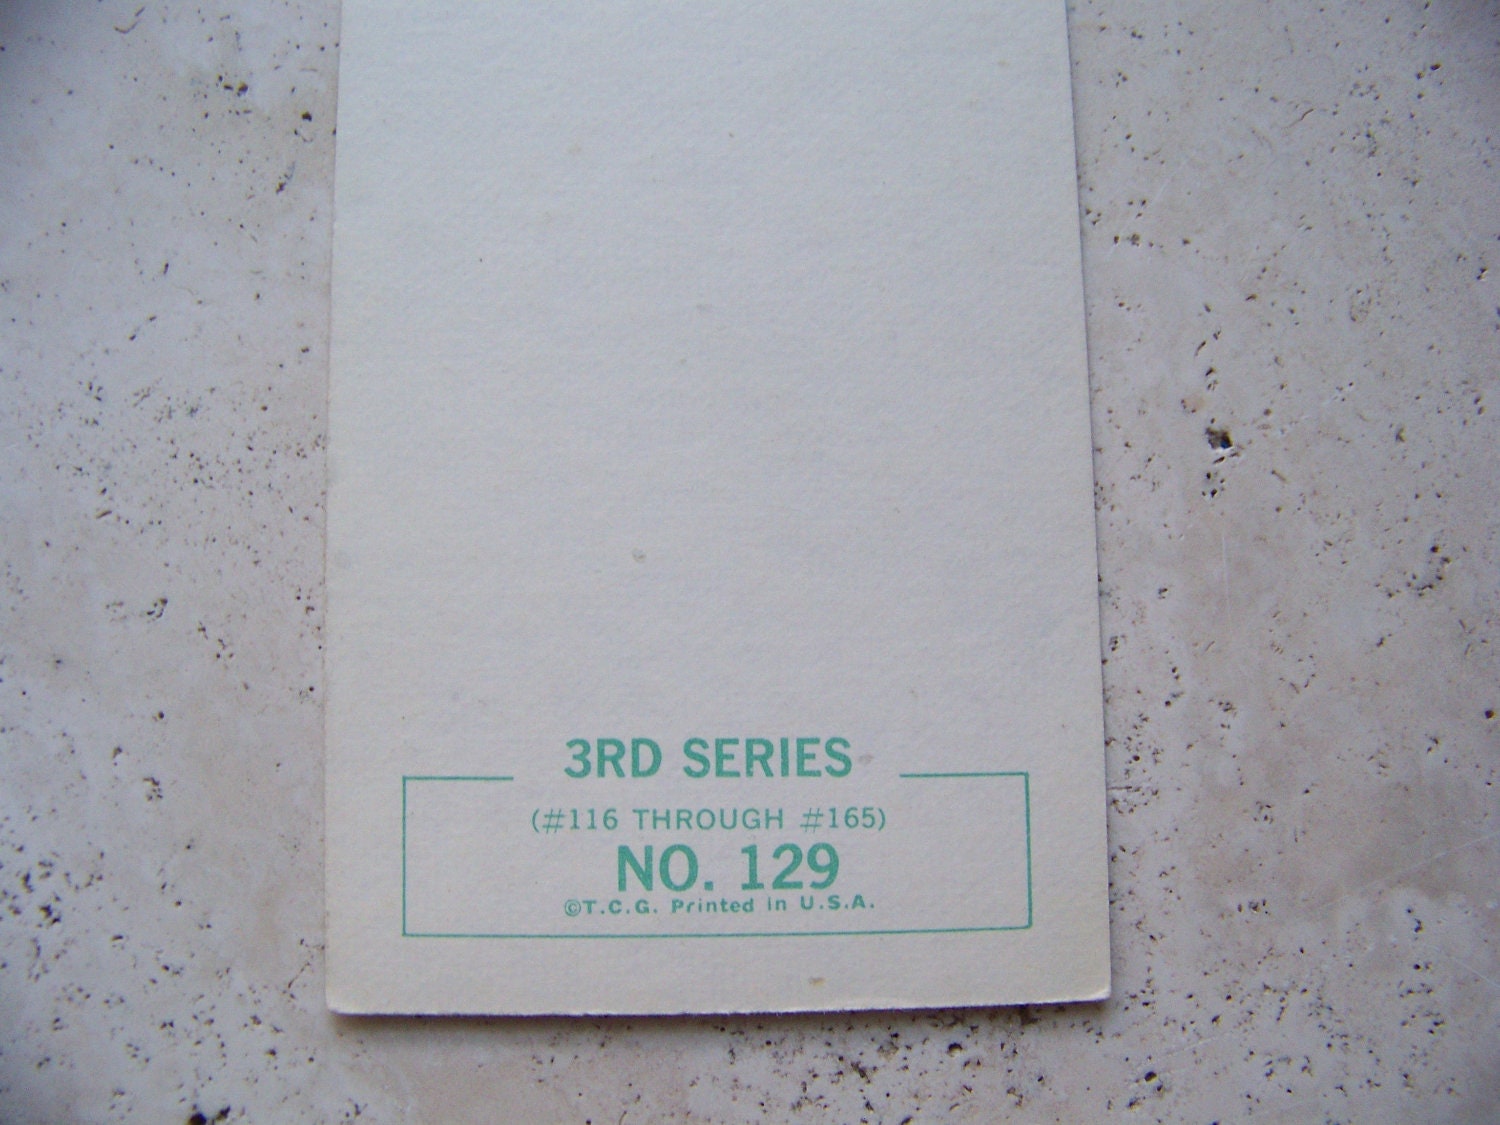 3RD SERIES
(#116 THROUGH #165)
NO. 129
©T.C.G. Printed in U.S.A.